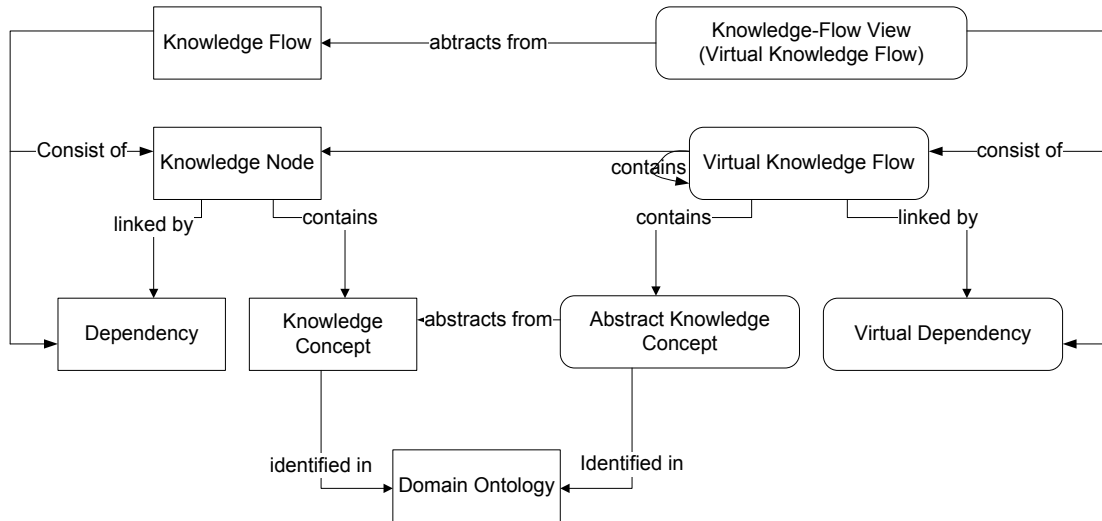 Knowledge Flow
abtracts from
Knowledge-Flow View
(Virtual Knowledge Flow)
Consist of
Knowledge Node
contains
Virtual Knowledge Flow
consist of
linked by
contains
contains
linked by
Dependency
Knowledge
Concept
abstracts from
Abstract Knowledge
Concept
Virtual Dependency
identified in
Domain Ontology
Identified in